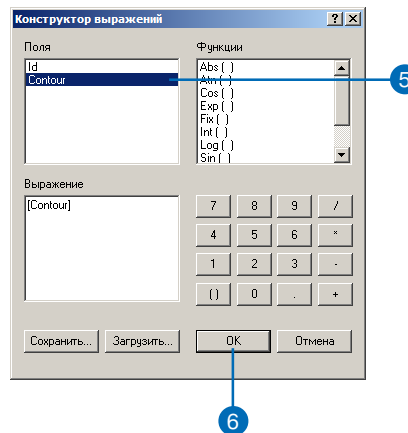 Конструктор выражений
Поля
Функции
Id
Contour
Abs ( )
Atn ( )
Cos ( )
Exp ( )
Fix ( )
Int ( )
Log ( )
Sin ( )
5
Выражение
[Contour]
7 8 9 /
4 5 6 *
1 2 3 -
( ) 0 . +
Сохранить... Загрузить... OK Отмена
6